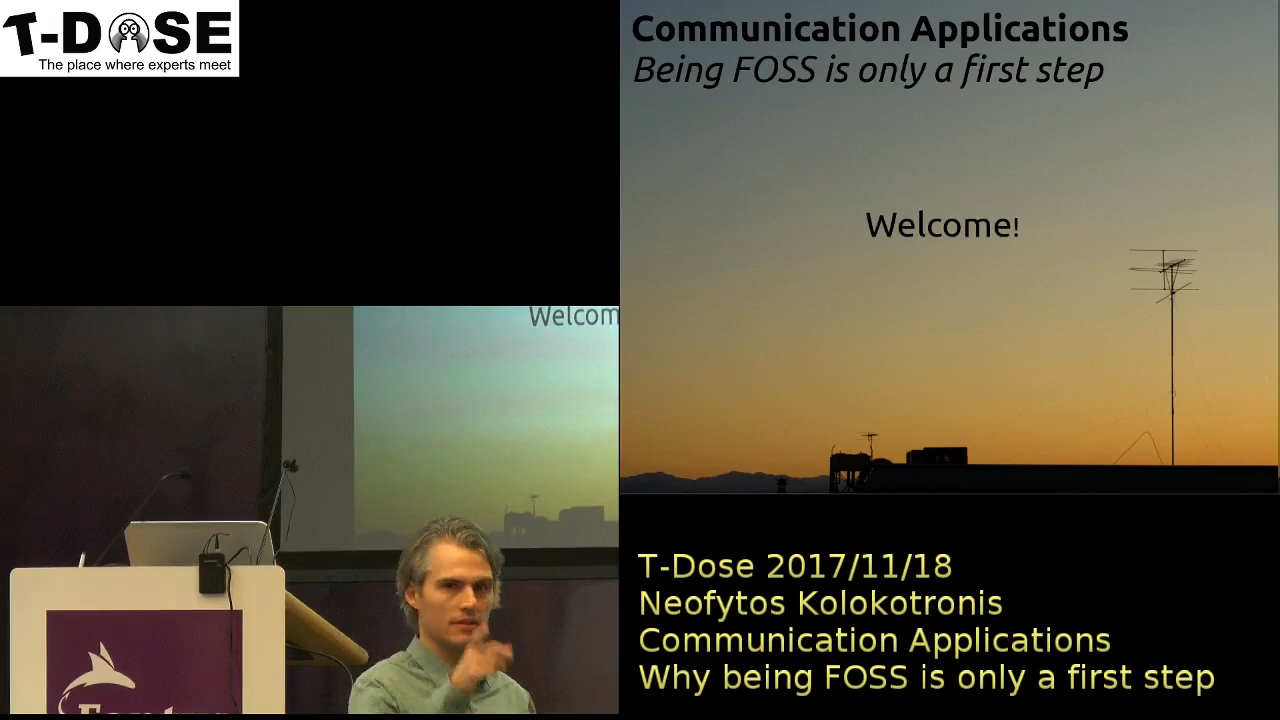 T-DOSE
The place where experts meet
Communication Applications
Being FOSS is only a first step
Welcome!
Welcom
T-Dose 2017/11/18
Neofytos Kolokotronis
Communication Applications
Why being FOSS is only a first step